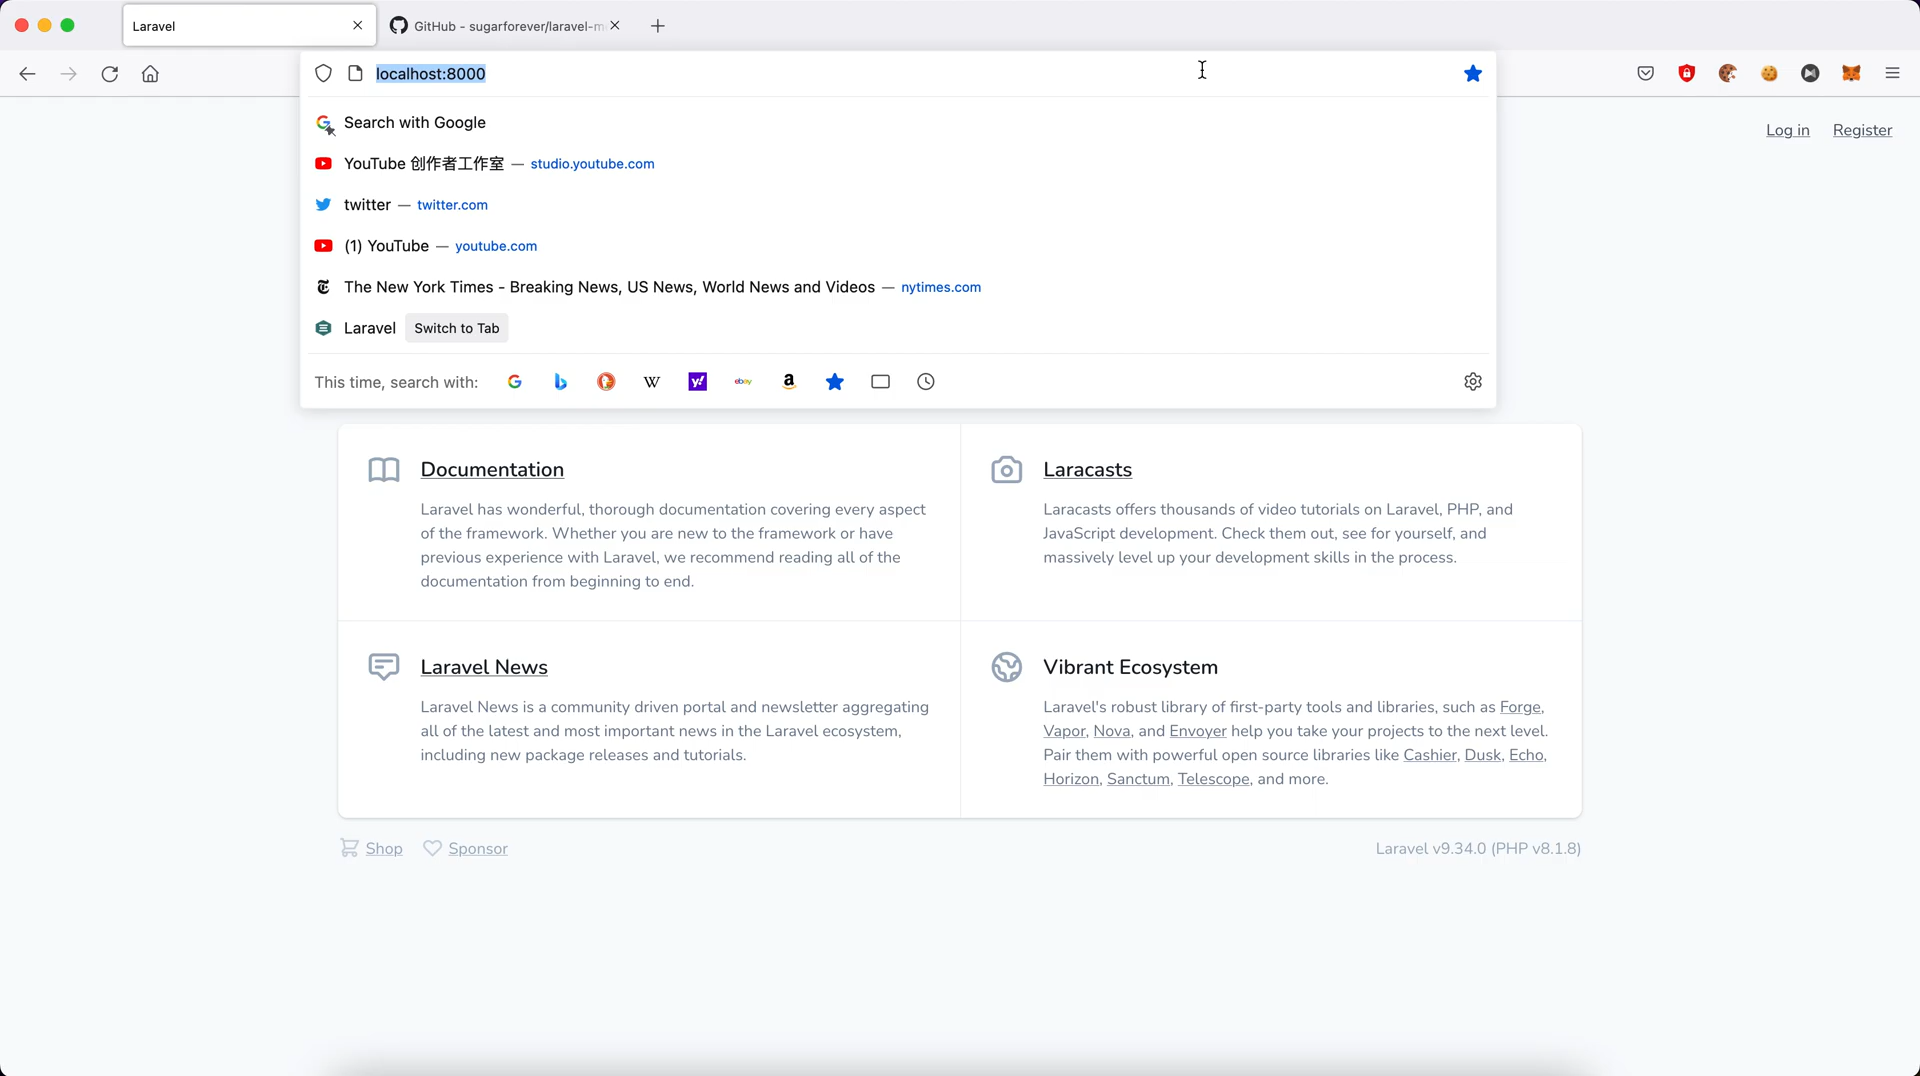 Laravel
GitHub - sugarforever/laravel-m
localhost:8000
Search with Google
YouTube 创作者工作室 — studio.youtube.com
twitter — twitter.com
(1) YouTube — youtube.com
The New York Times - Breaking News, US News, World News and Videos — nytimes.com
Laravel Switch to Tab
This time, search with:
Log in Register
Documentation
Laravel has wonderful, thorough documentation covering every aspect
of the framework. Whether you are new to the framework or have
previous experience with Laravel, we recommend reading all of the
documentation from beginning to end.
Laracasts
Laracasts offers thousands of video tutorials on Laravel, PHP, and
JavaScript development. Check them out, see for yourself, and
massively level up your development skills in the process.
Laravel News
Laravel News is a community driven portal and newsletter aggregating
all of the latest and most important news in the Laravel ecosystem,
including new package releases and tutorials.
Vibrant Ecosystem
Laravel's robust library of first-party tools and libraries, such as Forge,
Vapor, Nova, and Envoyer help you take your projects to the next level.
Pair them with powerful open source libraries like Cashier, Dusk, Echo,
Horizon, Sanctum, Telescope, and more.
Shop Sponsor
Laravel v9.34.0 (PHP v8.1.8)